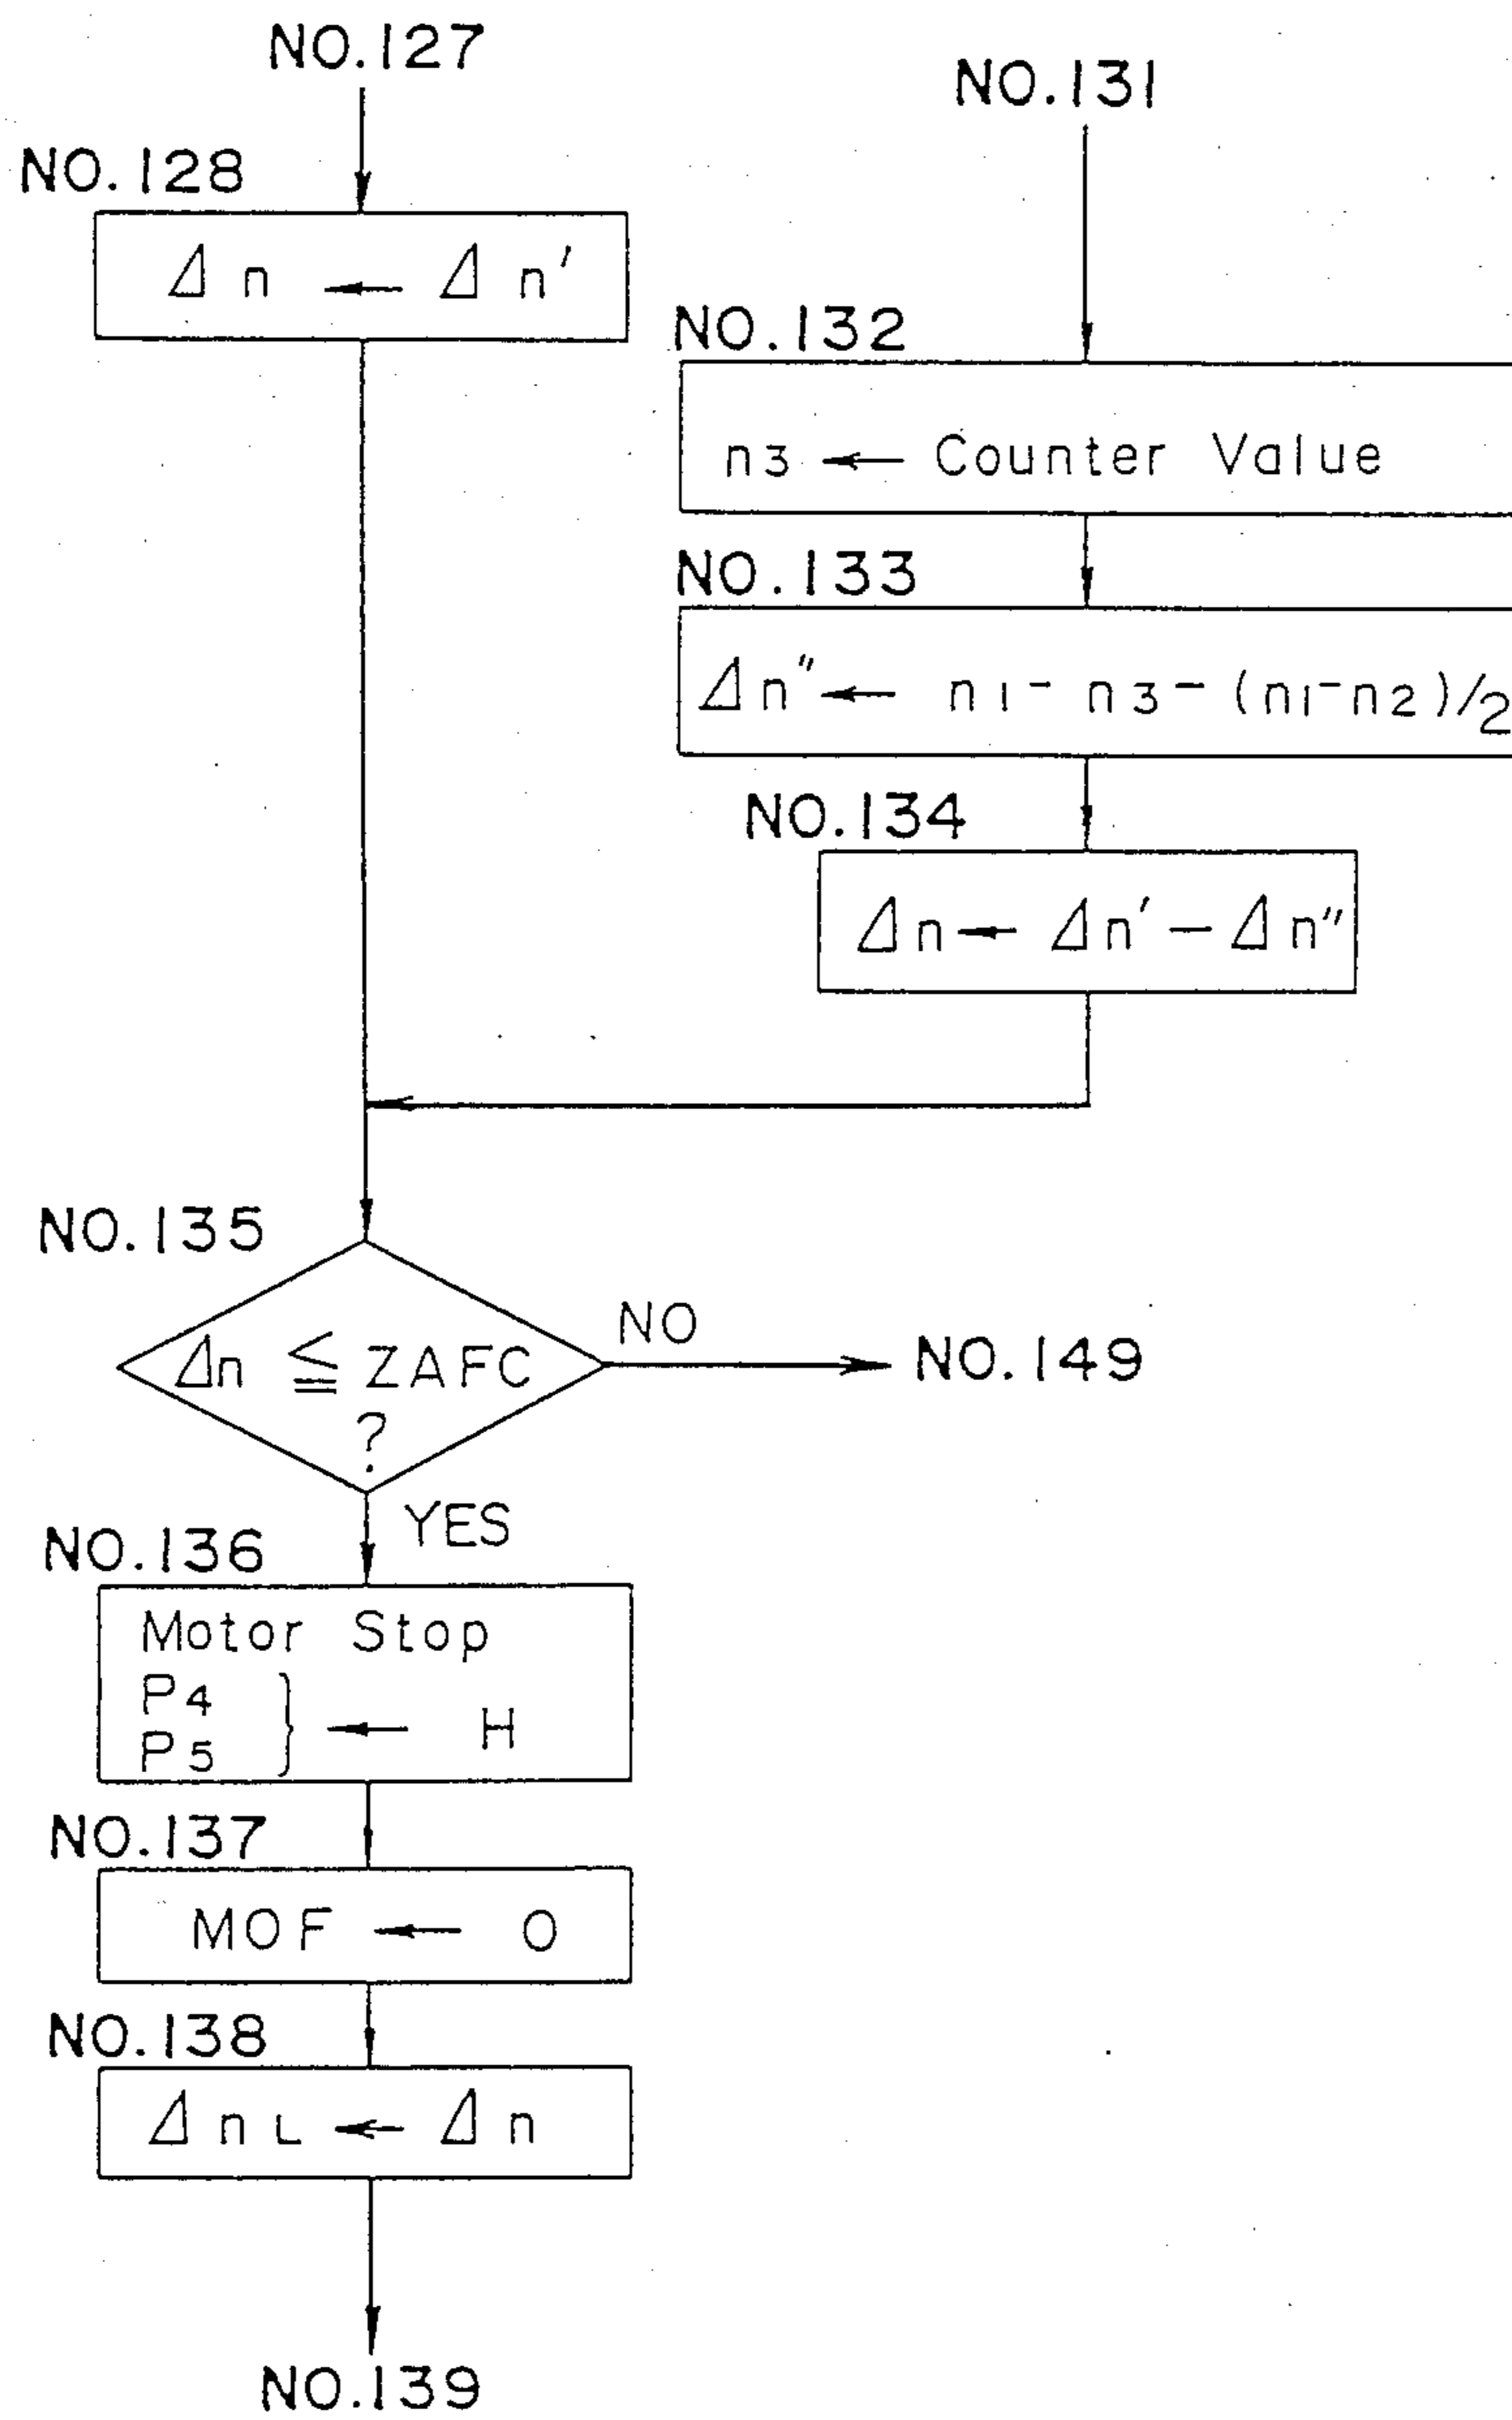 NO.127
NO.128
Δn ← Δn'
NO.131
NO.132
n3 ← Counter Value
NO.133
Δn" ← n1-n3-(n1-n2)/2
NO.134
Δn ← Δn' - Δn"
NO.135
Δn ≦ ZAFC
?
NO
NO.149
YES
NO.136
Motor Stop
P4
P5 } ← H
NO.137
MOF ← O
NO.138
ΔnL ← Δn
NO.139